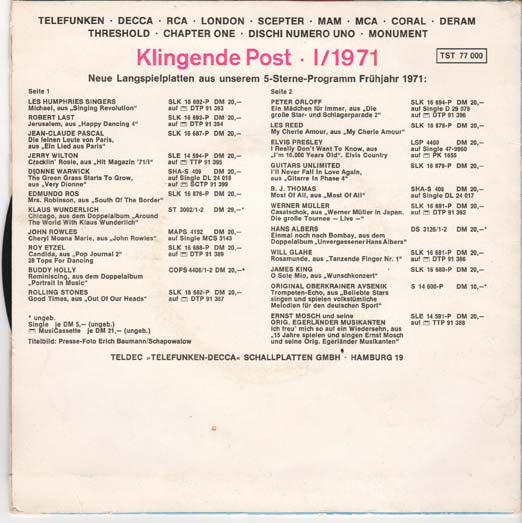 TELEFUNKEN · DECCA · RCA · LONDON · SCEPTER · MAM · MCA · CORAL · DERAM
THRESHOLD · CHAPTER ONE · DISCHI NUMERO UNO · MONUMENT
Klingende Post · I/1971
TST 77 000
Neue Langspielplatten aus unserem 5-Sterne-Programm Frühjahr 1971:
Seite 1
LES HUMPHRIES SINGERS SLK 16 692-P DM 20,—
Michael, aus „Singing Revolution" auf DTP 91 393
ROBERT LAST SLK 16 693-P DM 20,—
Jerusalem, aus „Happy Dancing 4" auf DTP 91 394
JEAN-CLAUDE PASCAL SLK 16 687-P DM 20,—
Die feinen Leute von Paris,
aus „Ein Lied aus Paris"
JERRY WILTON SLE 14 594-P DM 20,—
Cracklin' Rosie, aus „Hit Magazin '71/I" auf TTP 91 395
DIONNE WARWICK SHA-S 409 DM 20,—
The Green Grass Starts To Grow, auf Single DL 24 018
aus „Very Dionne" auf SCTP 91 399
EDMUNDO ROS SLK 16 698-P DM 20,—
Mrs. Robinson, aus „South Of The Border"
KLAUS WUNDERLICH ST 3002/1-2 DM 29,—*
Chicago, aus dem Doppelalbum „Around
The World With Klaus Wunderlich"
JOHN ROWLES MAPS 4192 DM 20,—
Cheryl Moana Marie, aus „John Rowles" auf Single MCS 3143
ROY ETZEL SLK 16 688-P DM 20,—
Candida, aus „Pop Journal 2" auf DTP 91 389
28 Tops For Dancing
BUDDY HOLLY COPS 4408/1-2 DM 20,—*
Reminiscing, aus dem Doppelalbum
„Portrait In Music"
ROLLING STONES SLK 16 682-P DM 20,—
Good Times, aus „Out Of Our Heads" auf DTP 91 387
* ungeb.
Single je DM 5,— (ungeb.)
MusiCassette je DM 21,— (ungeb.)
Titelbild: Presse-Foto Erich Baumann/Schapowalow
Seite 2
PETER ORLOFF SLK 16 694-P DM 20,—
Ein Mädchen für immer, aus „Die auf Single D 29 078
große Star- und Schlagerparade 2" auf DTP 91 396
LES REED SLK 16 676-P DM 20,—
My Cherie Amour, aus „My Cherie Amour"
ELVIS PRESLEY LSP 4460 DM 20,—
I Really Don't Want To Know, aus auf Single 47-9960
„I'm 10.000 Years Old". Elvis Country auf PK 1655
GUITARS UNLIMITED SLK 16 679-P DM 20,—
I'll Never Fall In Love Again,
aus „Gitarre In Phase 4"
B. J. THOMAS SHA-S 408 DM 20,—
Most Of All, aus „Most Of All" auf Single DL 24 017
WERNER MÜLLER SLK 16 691-P DM 20,—
Casatschok, aus „Werner Müller in Japan. auf DTP 91 392
Die große Tournee — Live —"
HANS ALBERS DS 3126/1-2 DM 20,—*
Einmal noch nach Bombay, aus dem
Doppelalbum „Unvergessener Hans Albers"
WILL GLAHE SLK 16 681-P DM 20,—
Rosamunde, aus „Tanzende Finger Nr. 1" auf DTP 91 386
JAMES KING SLK 16 680-P DM 20,—
O Sole Mio, aus „Wunschkonzert"
ORIGINAL OBERKRAINER AVSENIK S 14 600-P DM 10,—*
Trompeten-Echo, aus „Beliebte Stars
singen und spielen volkstümliche
Melodien für den deutschen Sport"
ERNST MOSCH und seine SLE 14 591-P DM 20,—
ORIG. EGERLÄNDER MUSIKANTEN auf TTP 91 388
Ich freu' mich so auf ein Wiedersehn, aus
„15 Jahre spielen und singen Ernst Mosch
und seine Orig. Egerländer Musikanten"
TELDEC »TELEFUNKEN-DECCA« SCHALLPLATTEN GMBH · HAMBURG 19